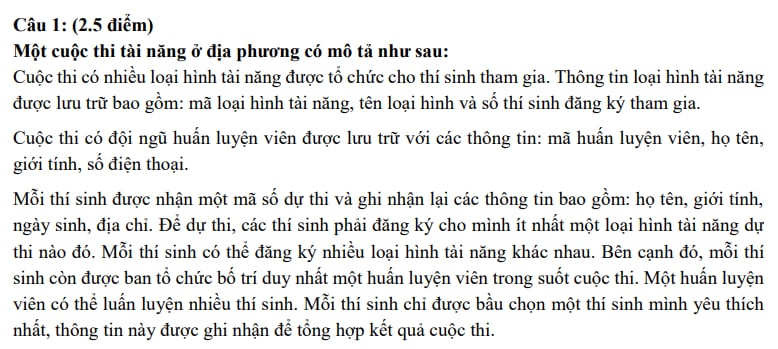 Câu 1: (2.5 điểm)
Một cuộc thi tài năng ở địa phương có mô tả như sau:
Cuộc thi có nhiều loại hình tài năng được tổ chức cho thí sinh tham gia. Thông tin loại hình tài năng
được lưu trữ bao gồm: mã loại hình tài năng, tên loại hình và số thí sinh đăng ký tham gia.
Cuộc thi có đội ngũ huấn luyện viên được lưu trữ với các thông tin: mã huấn luyện viên, họ tên,
giới tính, số điện thoại.
Mỗi thí sinh được nhận một mã số dự thi và ghi nhận lại các thông tin bao gồm: họ tên, giới tính,
ngày sinh, địa chỉ. Để dự thi, các thí sinh phải đăng ký cho mình ít nhất một loại hình tài năng dự
thi nào đó. Mỗi thí sinh có thể đăng ký nhiều loại hình tài năng khác nhau. Bên cạnh đó, mỗi thí
sinh còn được ban tổ chức bố trí duy nhất một huấn luyện viên trong suốt cuộc thi. Một huấn luyện
viên có thể luấn luyện nhiều thí sinh. Mỗi thí sinh chỉ được bầu chọn một thí sinh mình yêu thích
nhất, thông tin này được ghi nhận để tổng hợp kết quả cuộc thi.